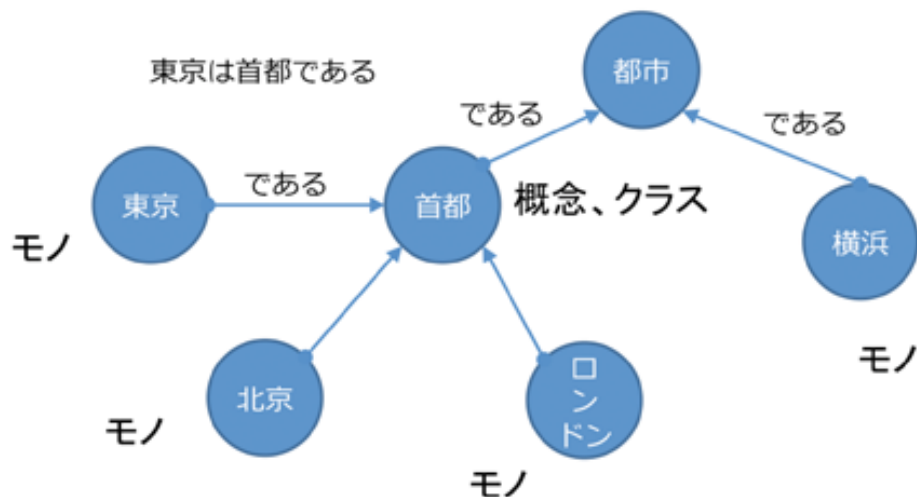 都市
東京は首都である
である
である
である
東京
首都
概念、クラス
横浜
モノ
モノ
北京
ロンドン
モノ
モノ